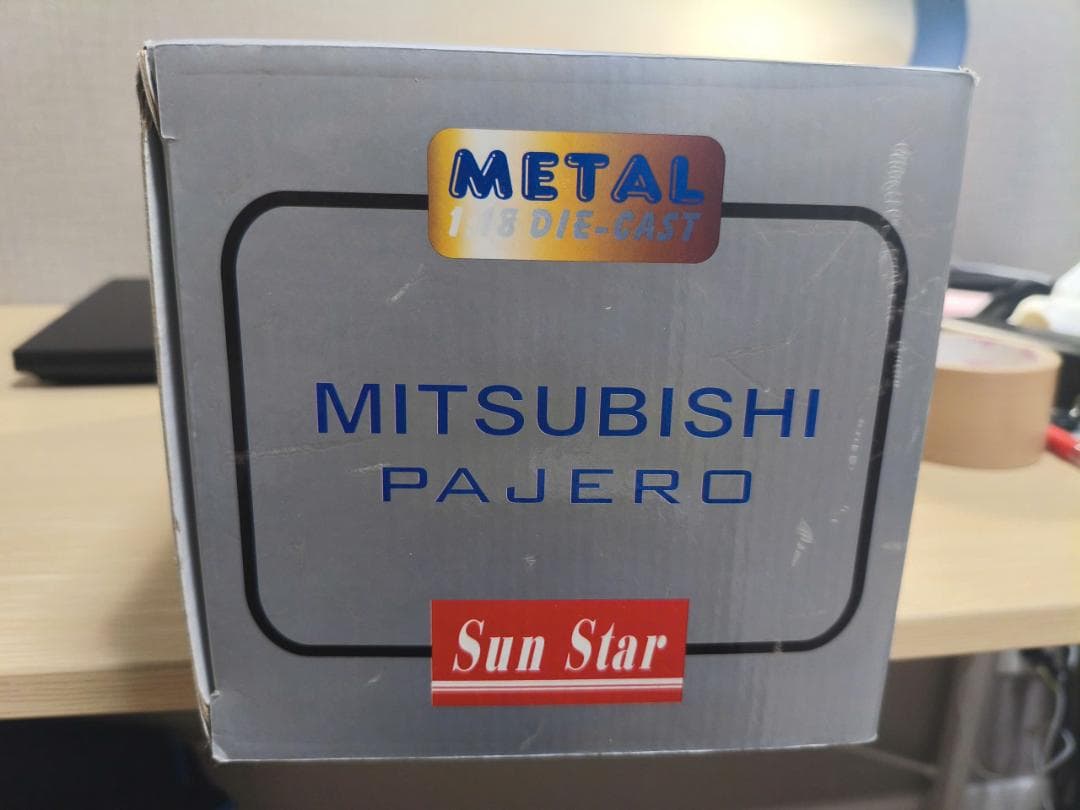 METAL
1:18 DIE-CAST
MITSUBISHI
PAJERO
Sun Star